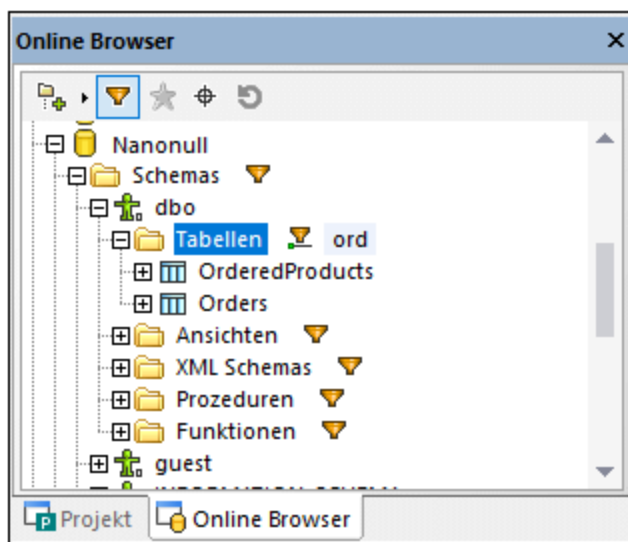 Online Browser
Nanonull
Schemas
dbo
Tabellen ord
OrderedProducts
Orders
Ansichten
XML Schemas
Prozeduren
Funktionen
guest
Projekt Online Browser